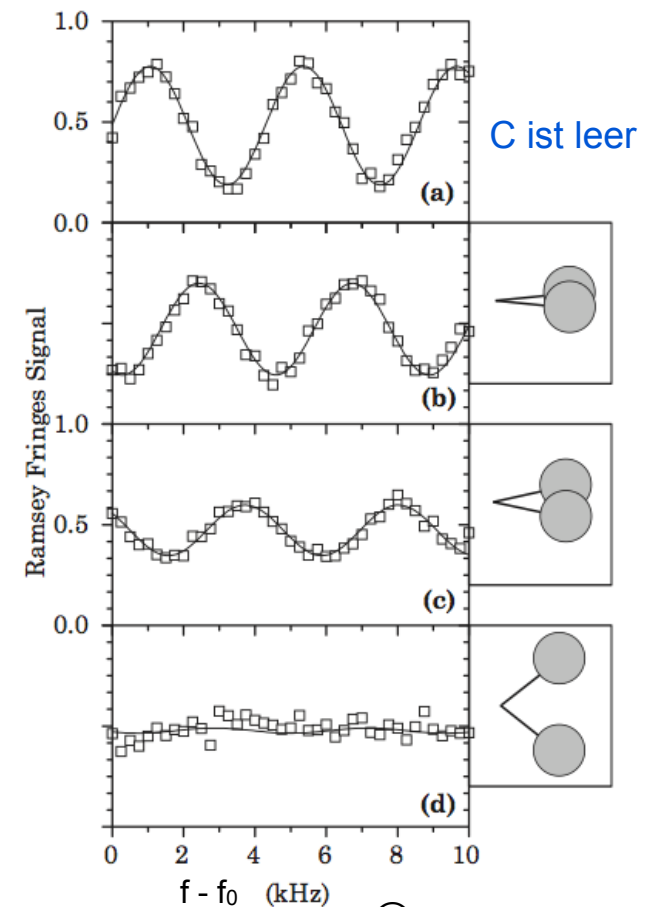 1.0
0.5
0.0
(a)
C ist leer
(b)
Ramsey Fringes Signal
1.0
0.5
0.0
(c)
(d)
0 2 4 6 8 10
f - f₀ (kHz)